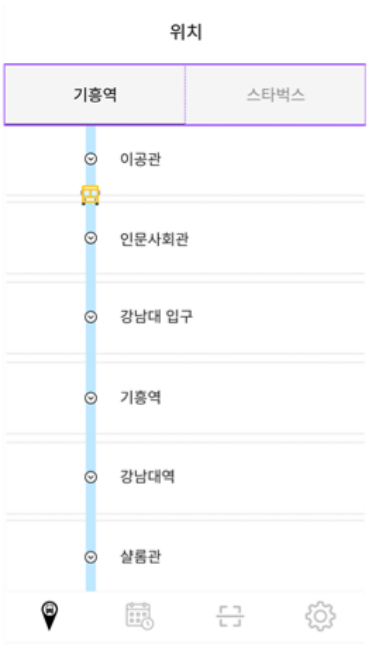 위치
기흥역 스타벅스
이공관
인문사회관
강남대 입구
기흥역
강남대역
샬롬관